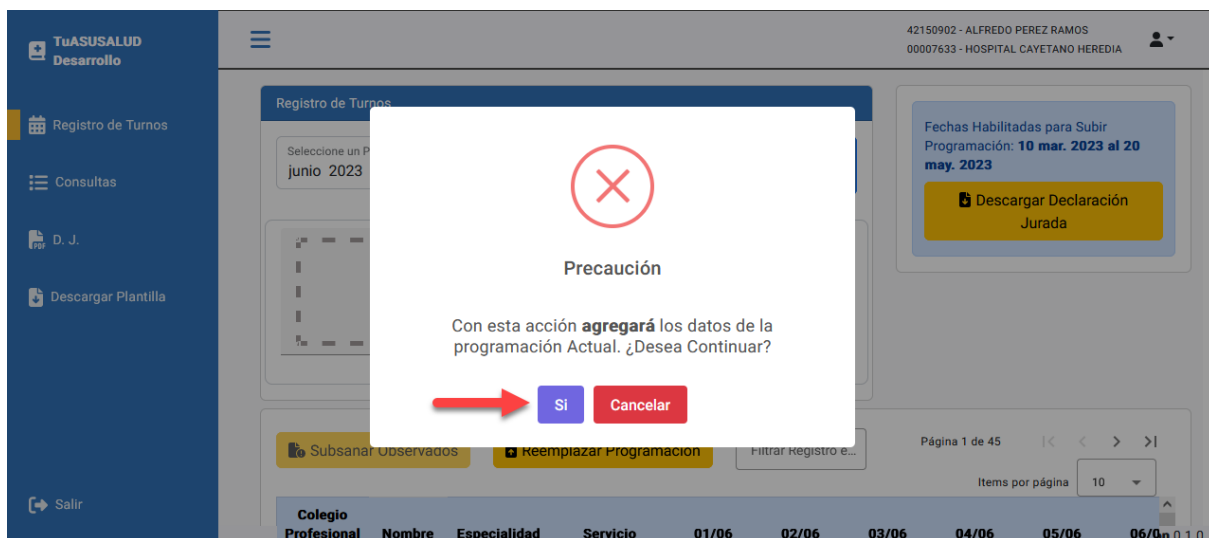 TuASUSALUD
Desarrollo
42150902 - ALFREDO PEREZ RAMOS
00007633 - HOSPITAL CAYETANO HEREDIA
Registro de Turnos
Consultas
D. J.
Descargar Plantilla
Salir
Registro de Turnos
Seleccione un P
junio 2023
Fechas Habilitadas para Subir
Programación: 10 mar. 2023 al 20
may. 2023
Descargar Declaración
Jurada
Precaución
Con esta acción agregará los datos de la
programación Actual. ¿Desea Continuar?
Si Cancelar
Subsanar Observados Reemplazar Programación Filtrar Registro e...
Página 1 de 45
Items por página 10
Colegio
Profesional Nombre Especialidad Servicio 01/06 02/06 03/06 04/06 05/06